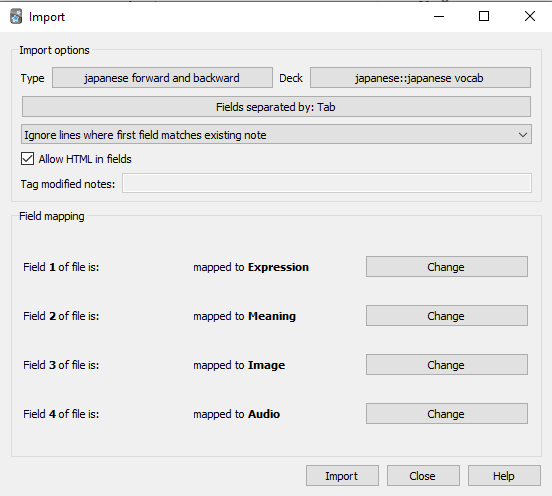 Import
Import options
Type japanese forward and backward Deck japanese::japanese vocab
Fields separated by: Tab
Ignore lines where first field matches existing note
Allow HTML in fields
Tag modified notes:
Field mapping
Field 1 of file is: mapped to Expression Change
Field 2 of file is: mapped to Meaning Change
Field 3 of file is: mapped to Image Change
Field 4 of file is: mapped to Audio Change
Import Close Help